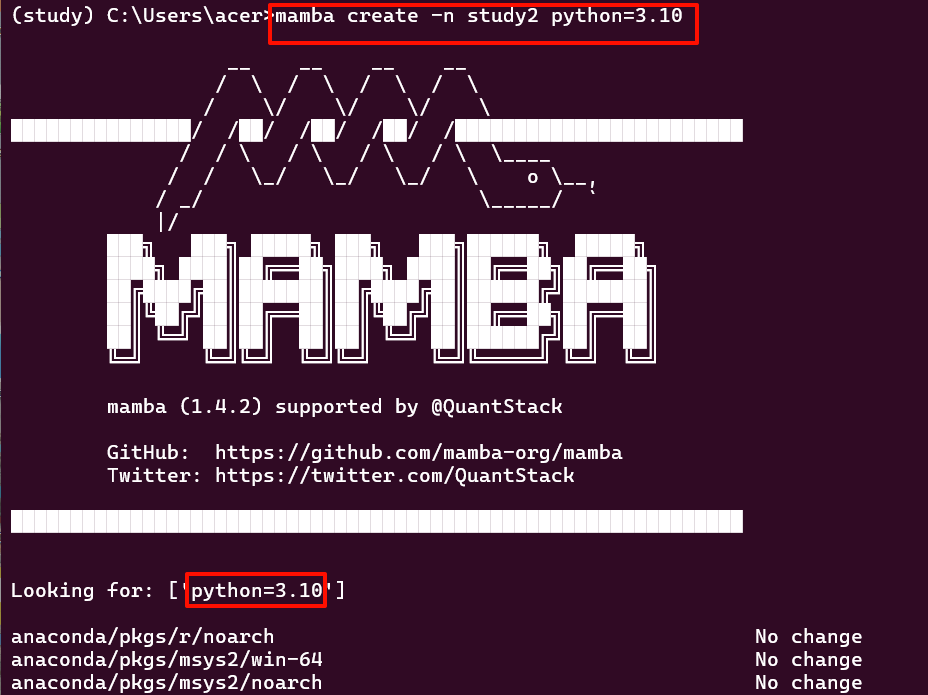 (study) C:\Users\acer>mamba create -n study2 python=3.10
MAMBA
mamba (1.4.2) supported by @QuantStack
GitHub:  https://github.com/mamba-org/mamba
Twitter: https://twitter.com/QuantStack
Looking for: ['python=3.10']
anaconda/pkgs/r/noarch No change
anaconda/pkgs/msys2/win-64 No change
anaconda/pkgs/msys2/noarch No change